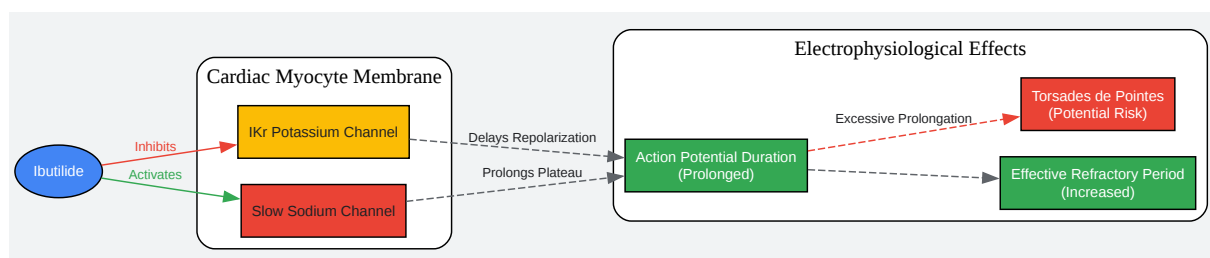 Ibutilide
Inhibits
Activates
Cardiac Myocyte Membrane
IKr Potassium Channel
Slow Sodium Channel
Delays Repolarization
Prolongs Plateau
Electrophysiological Effects
Action Potential Duration
(Prolonged)
Excessive Prolongation
Torsades de Pointes
(Potential Risk)
Effective Refractory Period
(Increased)